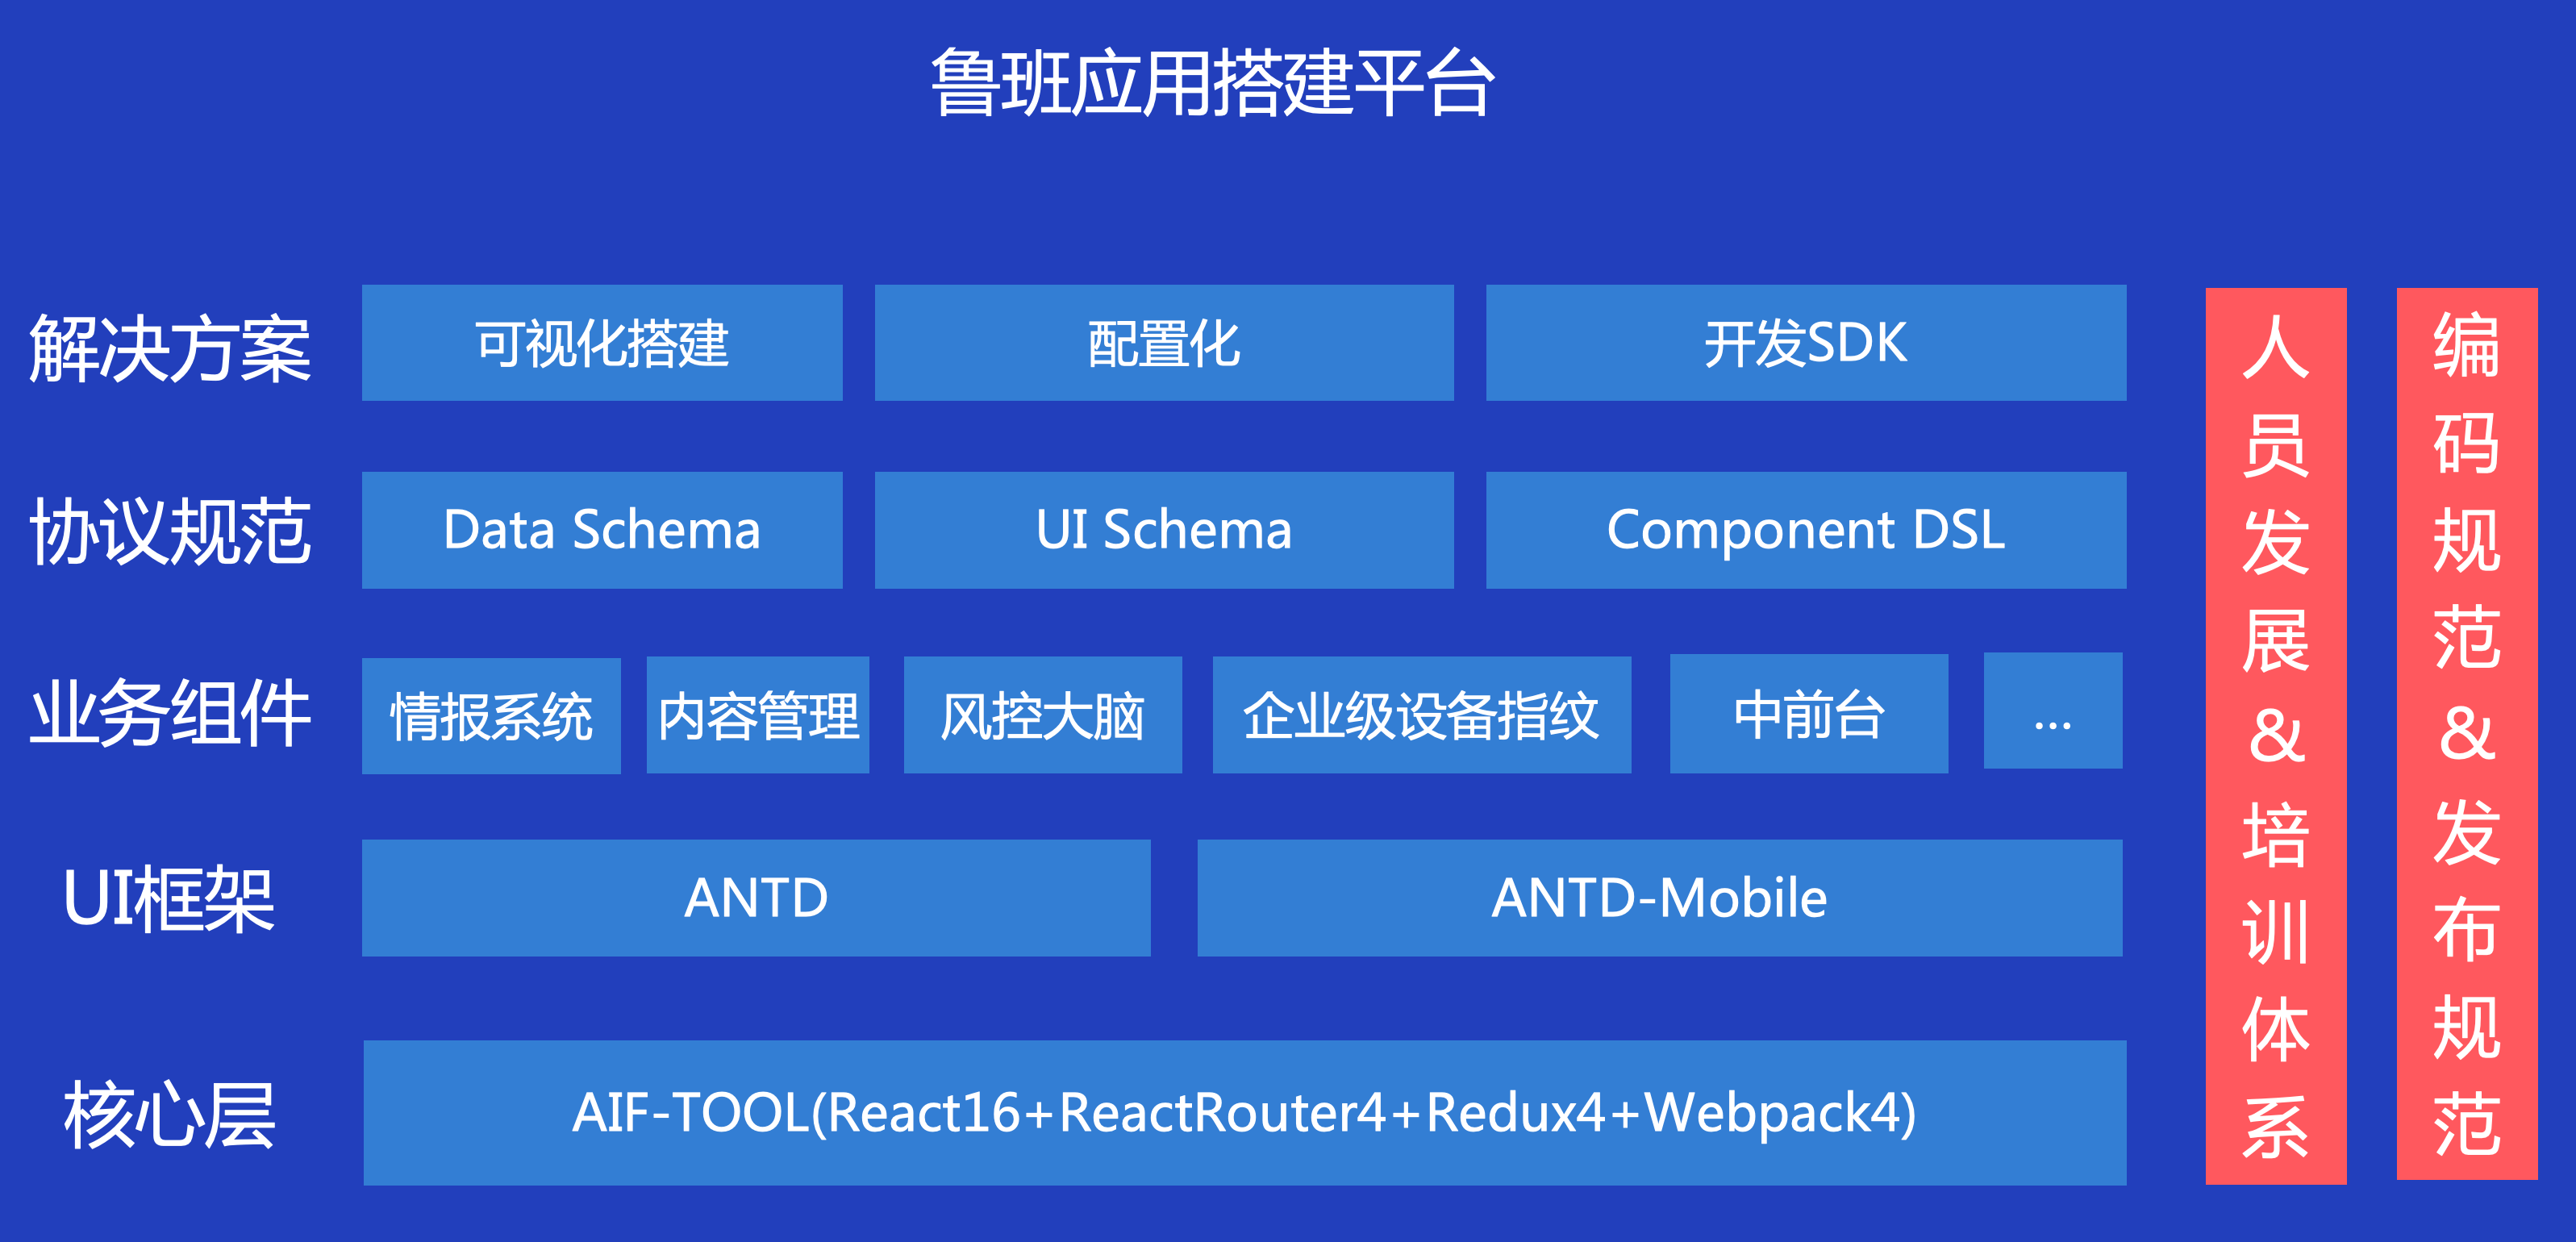 鲁班应用搭建平台
解决方案
可视化搭建
配置化
开发SDK
协议规范
Data Schema
UI Schema
Component DSL
业务组件
情报系统
内容管理
风控大脑
企业级设备指纹
中前台
...
UI框架
ANTD
ANTD-Mobile
核心层
AIF-TOOL(React16+ReactRouter4+Redux4+Webpack4)
人员发展&培训体系
编码规范&发布规范